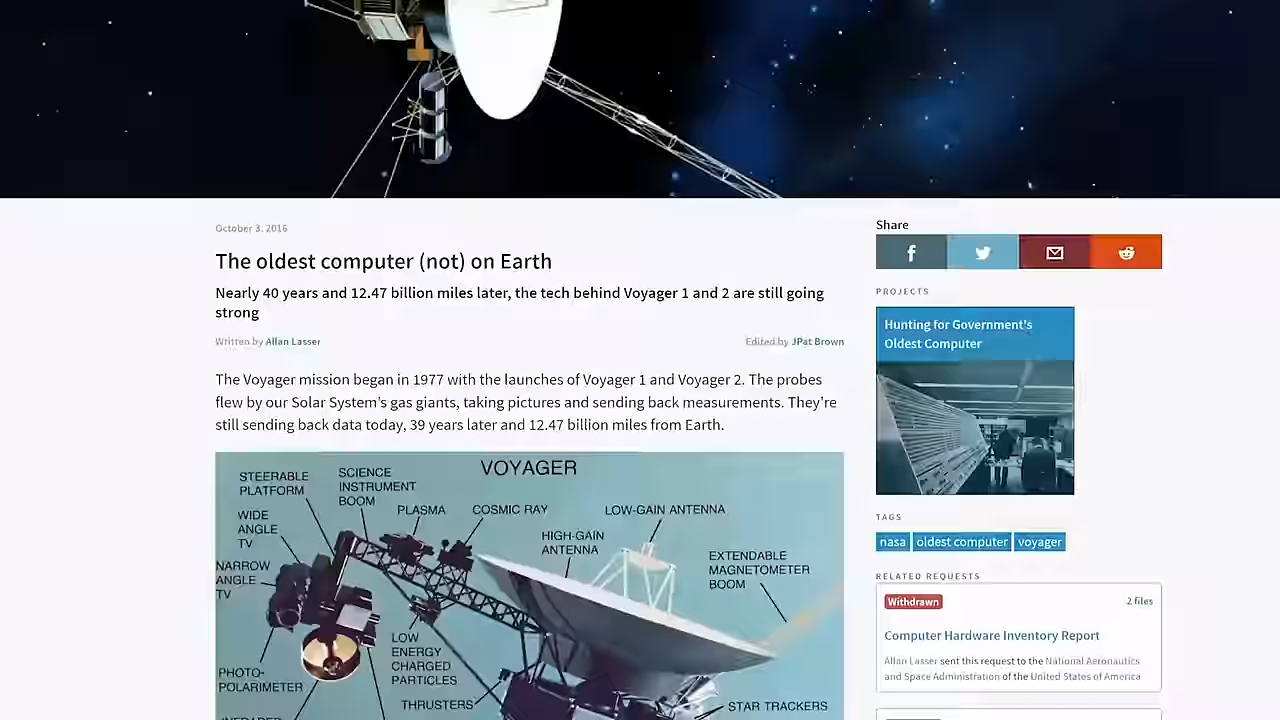 October 3, 2016
The oldest computer (not) on Earth
Nearly 40 years and 12.47 billion miles later, the tech behind Voyager 1 and 2 are still going
strong
Written by Allan Lasser
Edited by JPat Brown
The Voyager mission began in 1977 with the launches of Voyager 1 and Voyager 2. The probes
flew by our Solar System's gas giants, taking pictures and sending back measurements. They're
still sending back data today, 39 years later and 12.47 billion miles from Earth.
VOYAGER
STEERABLE
PLATFORM
SCIENCE
INSTRUMENT
BOOM
PLASMA
COSMIC RAY
LOW-GAIN ANTENNA
WIDE
ANGLE
TV
HIGH-GAIN
ANTENNA
EXTENDABLE
MAGNETOMETER
BOOM
NARROW
ANGLE
TV
LOW
ENERGY
CHARGED
PARTICLES
PHOTO-
POLARIMETER
THRUSTERS
STAR TRACKERS
Share
PROJECTS
Hunting for Government's
Oldest Computer
TAGS
nasa oldest computer voyager
RELATED REQUESTS
Withdrawn
2 files
Computer Hardware Inventory Report
Allan Lasser sent this request to the National Aeronautics
and Space Administration of the United States of America